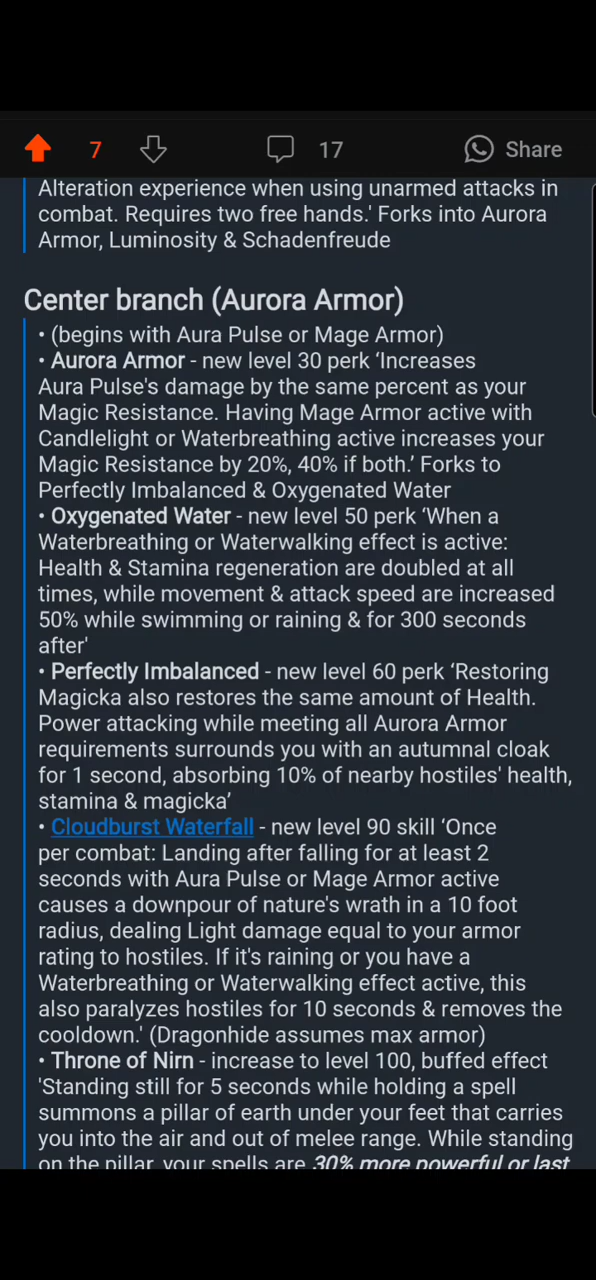 7 17 Share
Alteration experience when using unarmed attacks in
combat. Requires two free hands.' Forks into Aurora
Armor, Luminosity & Schadenfreude
Center branch (Aurora Armor)
• (begins with Aura Pulse or Mage Armor)
• Aurora Armor - new level 30 perk ‘Increases
Aura Pulse's damage by the same percent as your
Magic Resistance. Having Mage Armor active with
Candlelight or Waterbreathing active increases your
Magic Resistance by 20%, 40% if both.’ Forks to
Perfectly Imbalanced & Oxygenated Water
• Oxygenated Water - new level 50 perk ‘When a
Waterbreathing or Waterwalking effect is active:
Health & Stamina regeneration are doubled at all
times, while movement & attack speed are increased
50% while swimming or raining & for 300 seconds
after'
• Perfectly Imbalanced - new level 60 perk ‘Restoring
Magicka also restores the same amount of Health.
Power attacking while meeting all Aurora Armor
requirements surrounds you with an autumnal cloak
for 1 second, absorbing 10% of nearby hostiles' health,
stamina & magicka’
• Cloudburst Waterfall - new level 90 skill ‘Once
per combat: Landing after falling for at least 2
seconds with Aura Pulse or Mage Armor active
causes a downpour of nature's wrath in a 10 foot
radius, dealing Light damage equal to your armor
rating to hostiles. If it's raining or you have a
Waterbreathing or Waterwalking effect active, this
also paralyzes hostiles for 10 seconds & removes the
cooldown.' (Dragonhide assumes max armor)
• Throne of Nirn - increase to level 100, buffed effect
'Standing still for 5 seconds while holding a spell
summons a pillar of earth under your feet that carries
you into the air and out of melee range. While standing
on the pillar, your spells are 30% more powerful or last